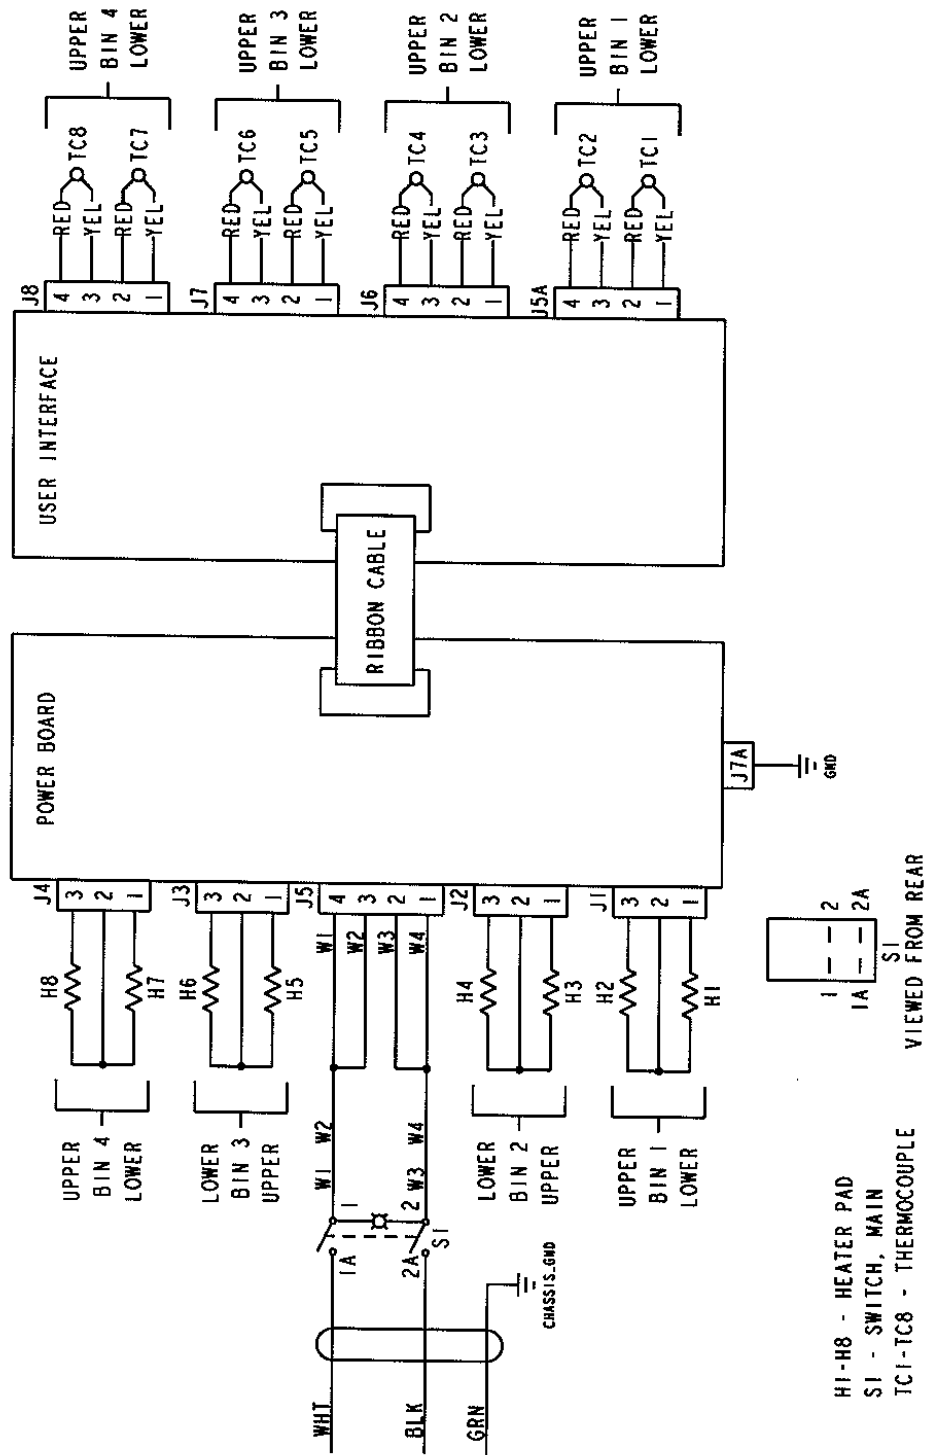 UPPER
BIN 4
LOWER
H8
H7
J4
3
2
1
LOWER
BIN 3
UPPER
H6
H5
J3
3
2
1
WHT
BLK
GRN
CHASSIS_GND
1A
1
2A
2
S1
W1 W2
W3 W4
W1
W2
W3
W4
J5
4
3
2
1
LOWER
BIN 2
UPPER
H4
H3
J2
3
2
1
UPPER
BIN 1
LOWER
H2
H1
J1
3
2
1
POWER BOARD
J7A
GND
RIBBON CABLE
USER INTERFACE
J8
4 RED
3 YEL
TC8
2 RED
1 YEL
TC7
UPPER
BIN 4
LOWER
J7
4 RED
3 YEL
TC6
2 RED
1 YEL
TC5
UPPER
BIN 3
LOWER
J6
4 RED
3 YEL
TC4
2 RED
1 YEL
TC3
UPPER
BIN 2
LOWER
J5A
4 RED
3 YEL
TC2
2 RED
1 YEL
TC1
UPPER
BIN 1
LOWER
1 2
1A 2A
S1
VIEWED FROM REAR
H1-H8 - HEATER PAD
S1 - SWITCH, MAIN
TC1-TC8 - THERMOCOUPLE